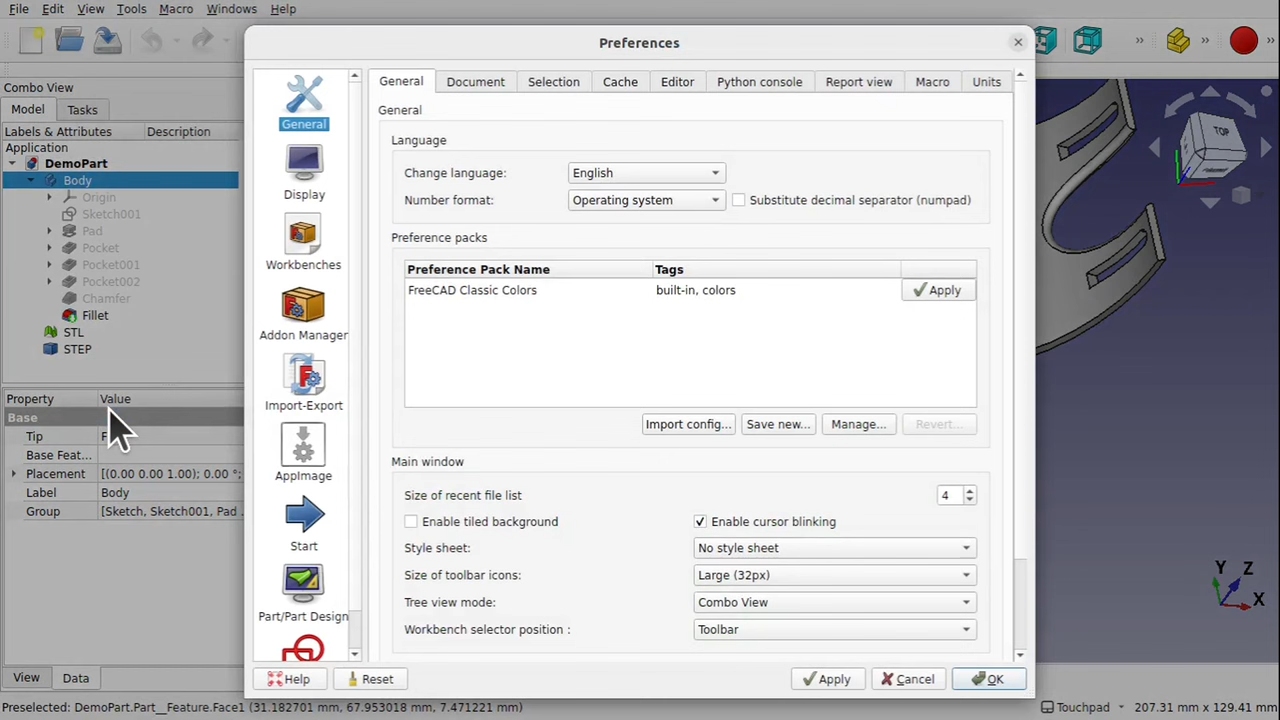 File Edit View Tools Macro Windows Help
Preferences
Combo View
Model Tasks
Labels & Attributes Description
Application
DemoPart
Body
Origin
Sketch001
Pad
Pocket
Pocket001
Pocket002
Chamfer
Fillet
STL
STEP
Property Value
Base
Tip
Base Feat...
Placement [(0.00 0.00 1.00); 0.00 °;
Label Body
Group [Sketch, Sketch001, Pad ...
View Data
General
Display
Workbenches
Addon Manager
Import-Export
AppImage
Start
Part/Part Design
General Document Selection Cache Editor Python console Report view Macro Units
General
Language
Change language: English
Number format: Operating system Substitute decimal separator (numpad)
Preference packs
Preference Pack Name Tags
FreeCAD Classic Colors built-in, colors Apply
Import config... Save new... Manage... Revert...
Main window
Size of recent file list 4
Enable tiled background Enable cursor blinking
Style sheet: No style sheet
Size of toolbar icons: Large (32px)
Tree view mode: Combo View
Workbench selector position : Toolbar
Help Reset Apply Cancel OK
TOP
Y Z
X
Preselected: DemoPart.Part__Feature.Face1 (31.182701 mm, 67.953018 mm, 7.471221 mm) Touchpad 207.31 mm x 129.41 mm